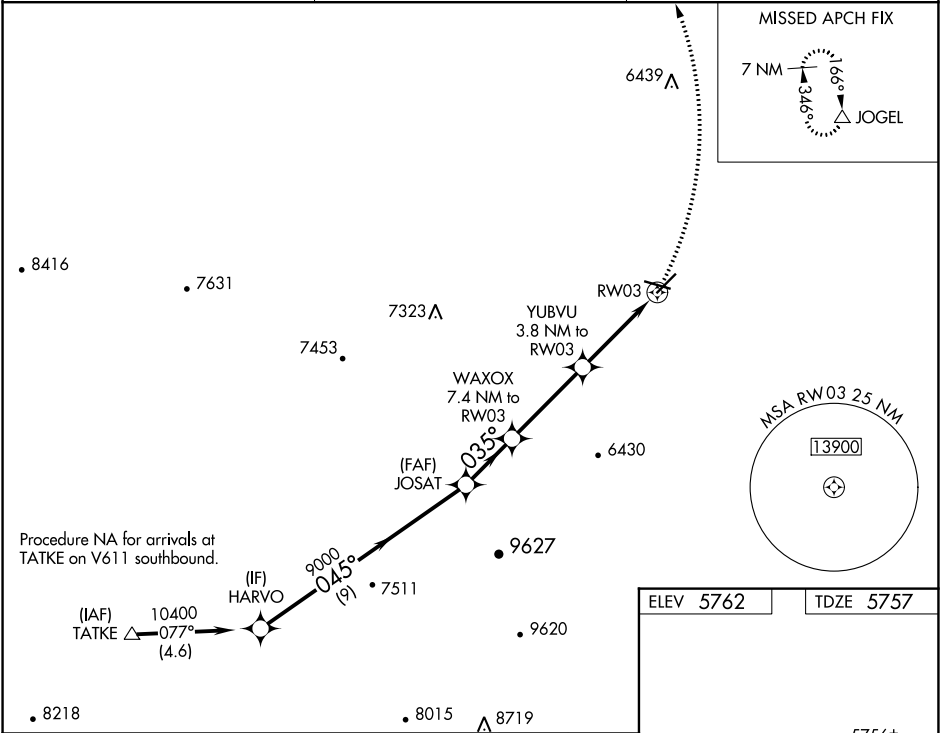 MISSED APCH FIX
7 NM
166°
346°
JOGEL
6439
8416
7631
7323
7453
RW03
YUBVU
3.8 NM to
RW03
WAXOX
7.4 NM to
RW03
035°
(FAF)
JOSAT
6430
MSA RW03 25 NM
13900
Procedure NA for arrivals at
TATKE on V611 southbound.
9627
9000
045°
(9)
7511
(IF)
HARVO
(IAF)
TATKE
10400
077°
(4.6)
9620
ELEV 5762
TDZE 5757
8218
8015
8719